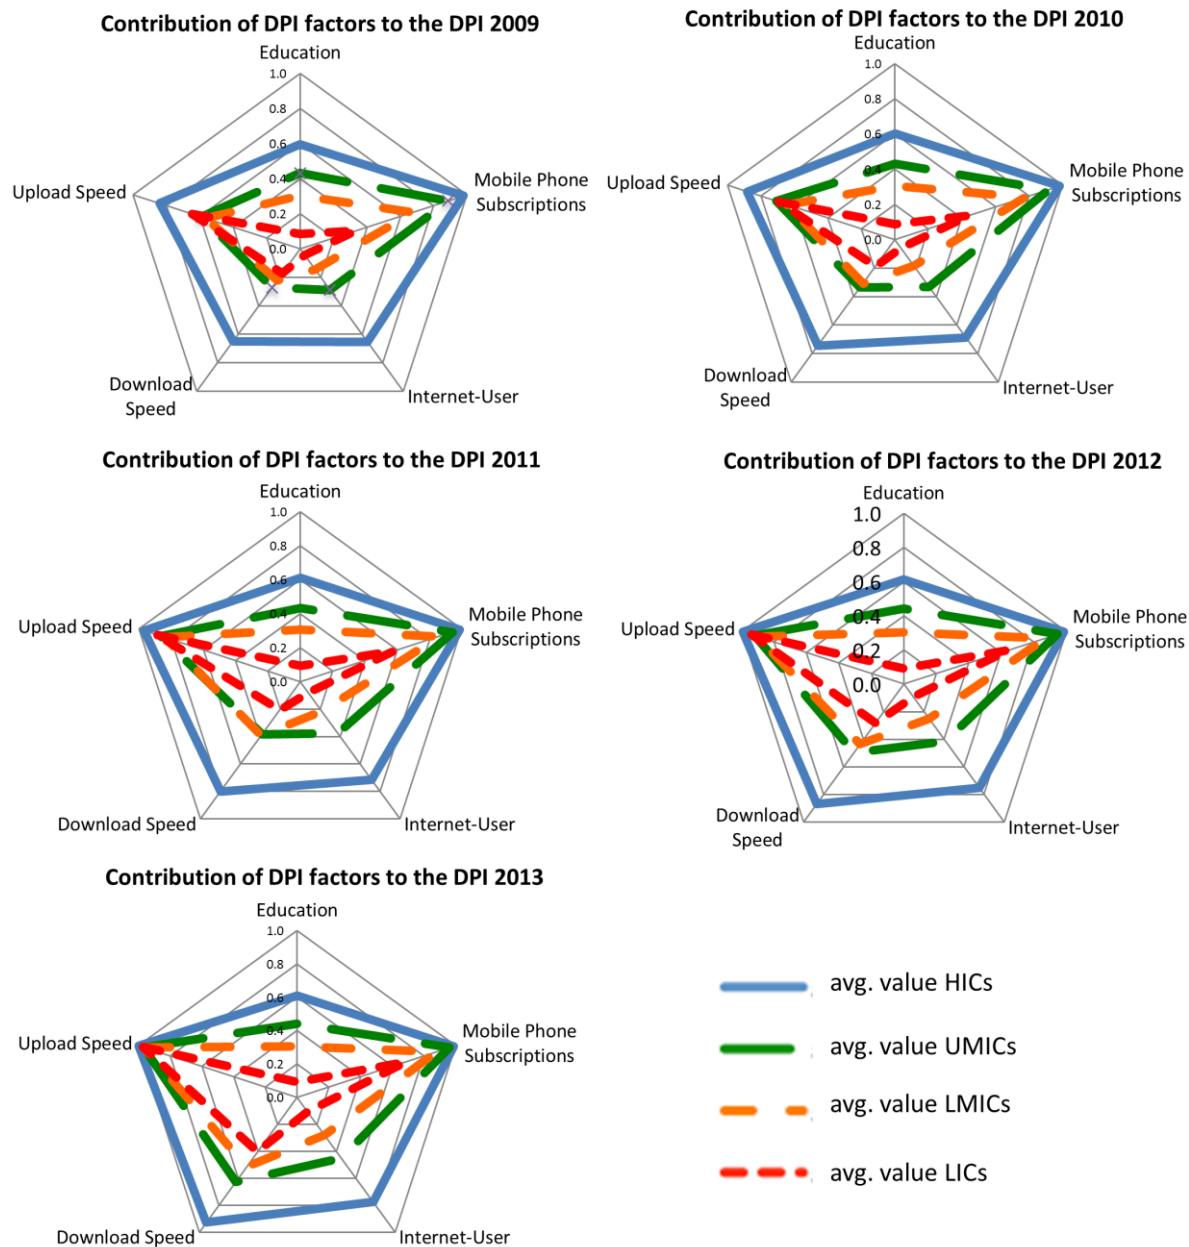 Contribution of DPI factors to the DPI 2009
Education
1.0
0.8
0.6
0.4
0.2
0.0
Mobile Phone
Subscriptions
Upload Speed
Download
Speed
Internet-User
Contribution of DPI factors to the DPI 2010
Education
1.0
0.8
0.6
0.4
0.2
0.0
Mobile Phone
Subscriptions
Upload Speed
Download
Speed
Internet-User
Contribution of DPI factors to the DPI 2011
Education
1.0
0.8
0.6
0.4
0.2
0.0
Mobile Phone
Subscriptions
Upload Speed
Download Speed
Internet-User
Contribution of DPI factors to the DPI 2012
Education
1.0
0.8
0.6
0.4
0.2
0.0
Mobile Phone
Subscriptions
Upload Speed
Download
Speed
Internet-User
Contribution of DPI factors to the DPI 2013
Education
1.0
0.8
0.6
0.4
0.2
0.0
Mobile Phone
Subscriptions
Upload Speed
Download Speed
Internet-User
avg. value HICs
avg. value UMICs
avg. value LMICs
avg. value LICs